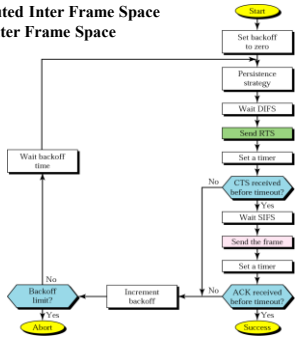 uted Inter Frame Space
ter Frame Space
Start
Set backoff
to zero
Persistence
strategy
Wait DIFS
Send RTS
Set a timer
Wait backoff
time
No
CTS received
before timeout?
Yes
Wait SIFS
Send the frame
Set a timer
No
Backoff
limit?
Increment
backoff
No
ACK received
before timeout?
Yes
Yes
Abort
Success